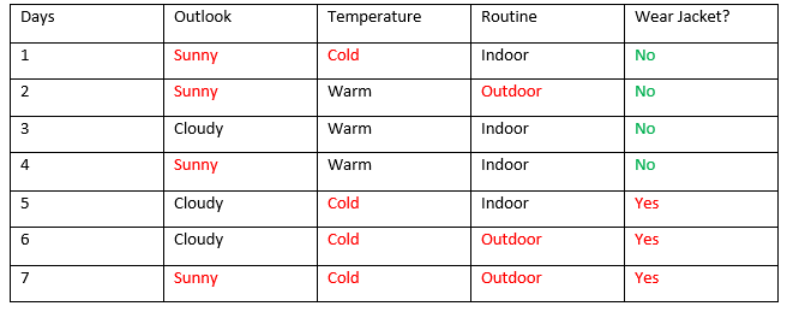 Days Outlook Temperature Routine Wear Jacket?
1 Sunny Cold Indoor No
2 Sunny Warm Outdoor No
3 Cloudy Warm Indoor No
4 Sunny Warm Indoor No
5 Cloudy Cold Indoor Yes
6 Cloudy Cold Outdoor Yes
7 Sunny Cold Outdoor Yes